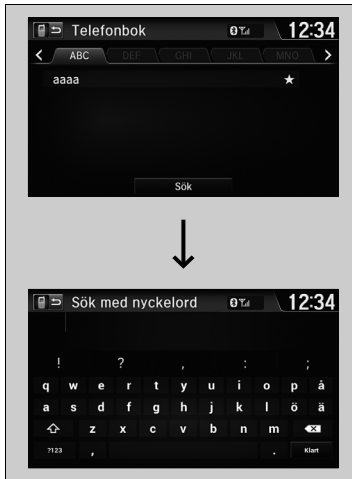 Telefonbok 12:34
ABC DEF GHI JKL MNO
aaaa ★
Sök
Sök med nyckelord 12:34
! ? , : ;
q w e r t y u i o p å
a s d f g h j k l ö ä
z x c v b n m
?123 , . Klart